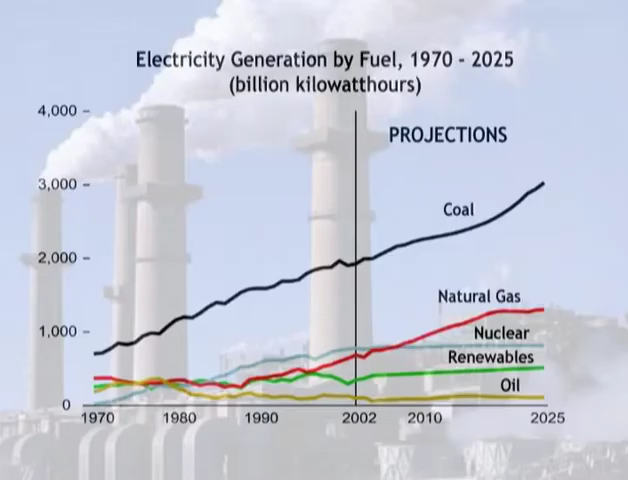 Electricity Generation by Fuel, 1970 - 2025
(billion kilowatthours)
4,000
PROJECTIONS
3,000
Coal
2,000
Natural Gas
1,000
Nuclear
Renewables
Oil
0
1970 1980 1990 2002 2010 2025